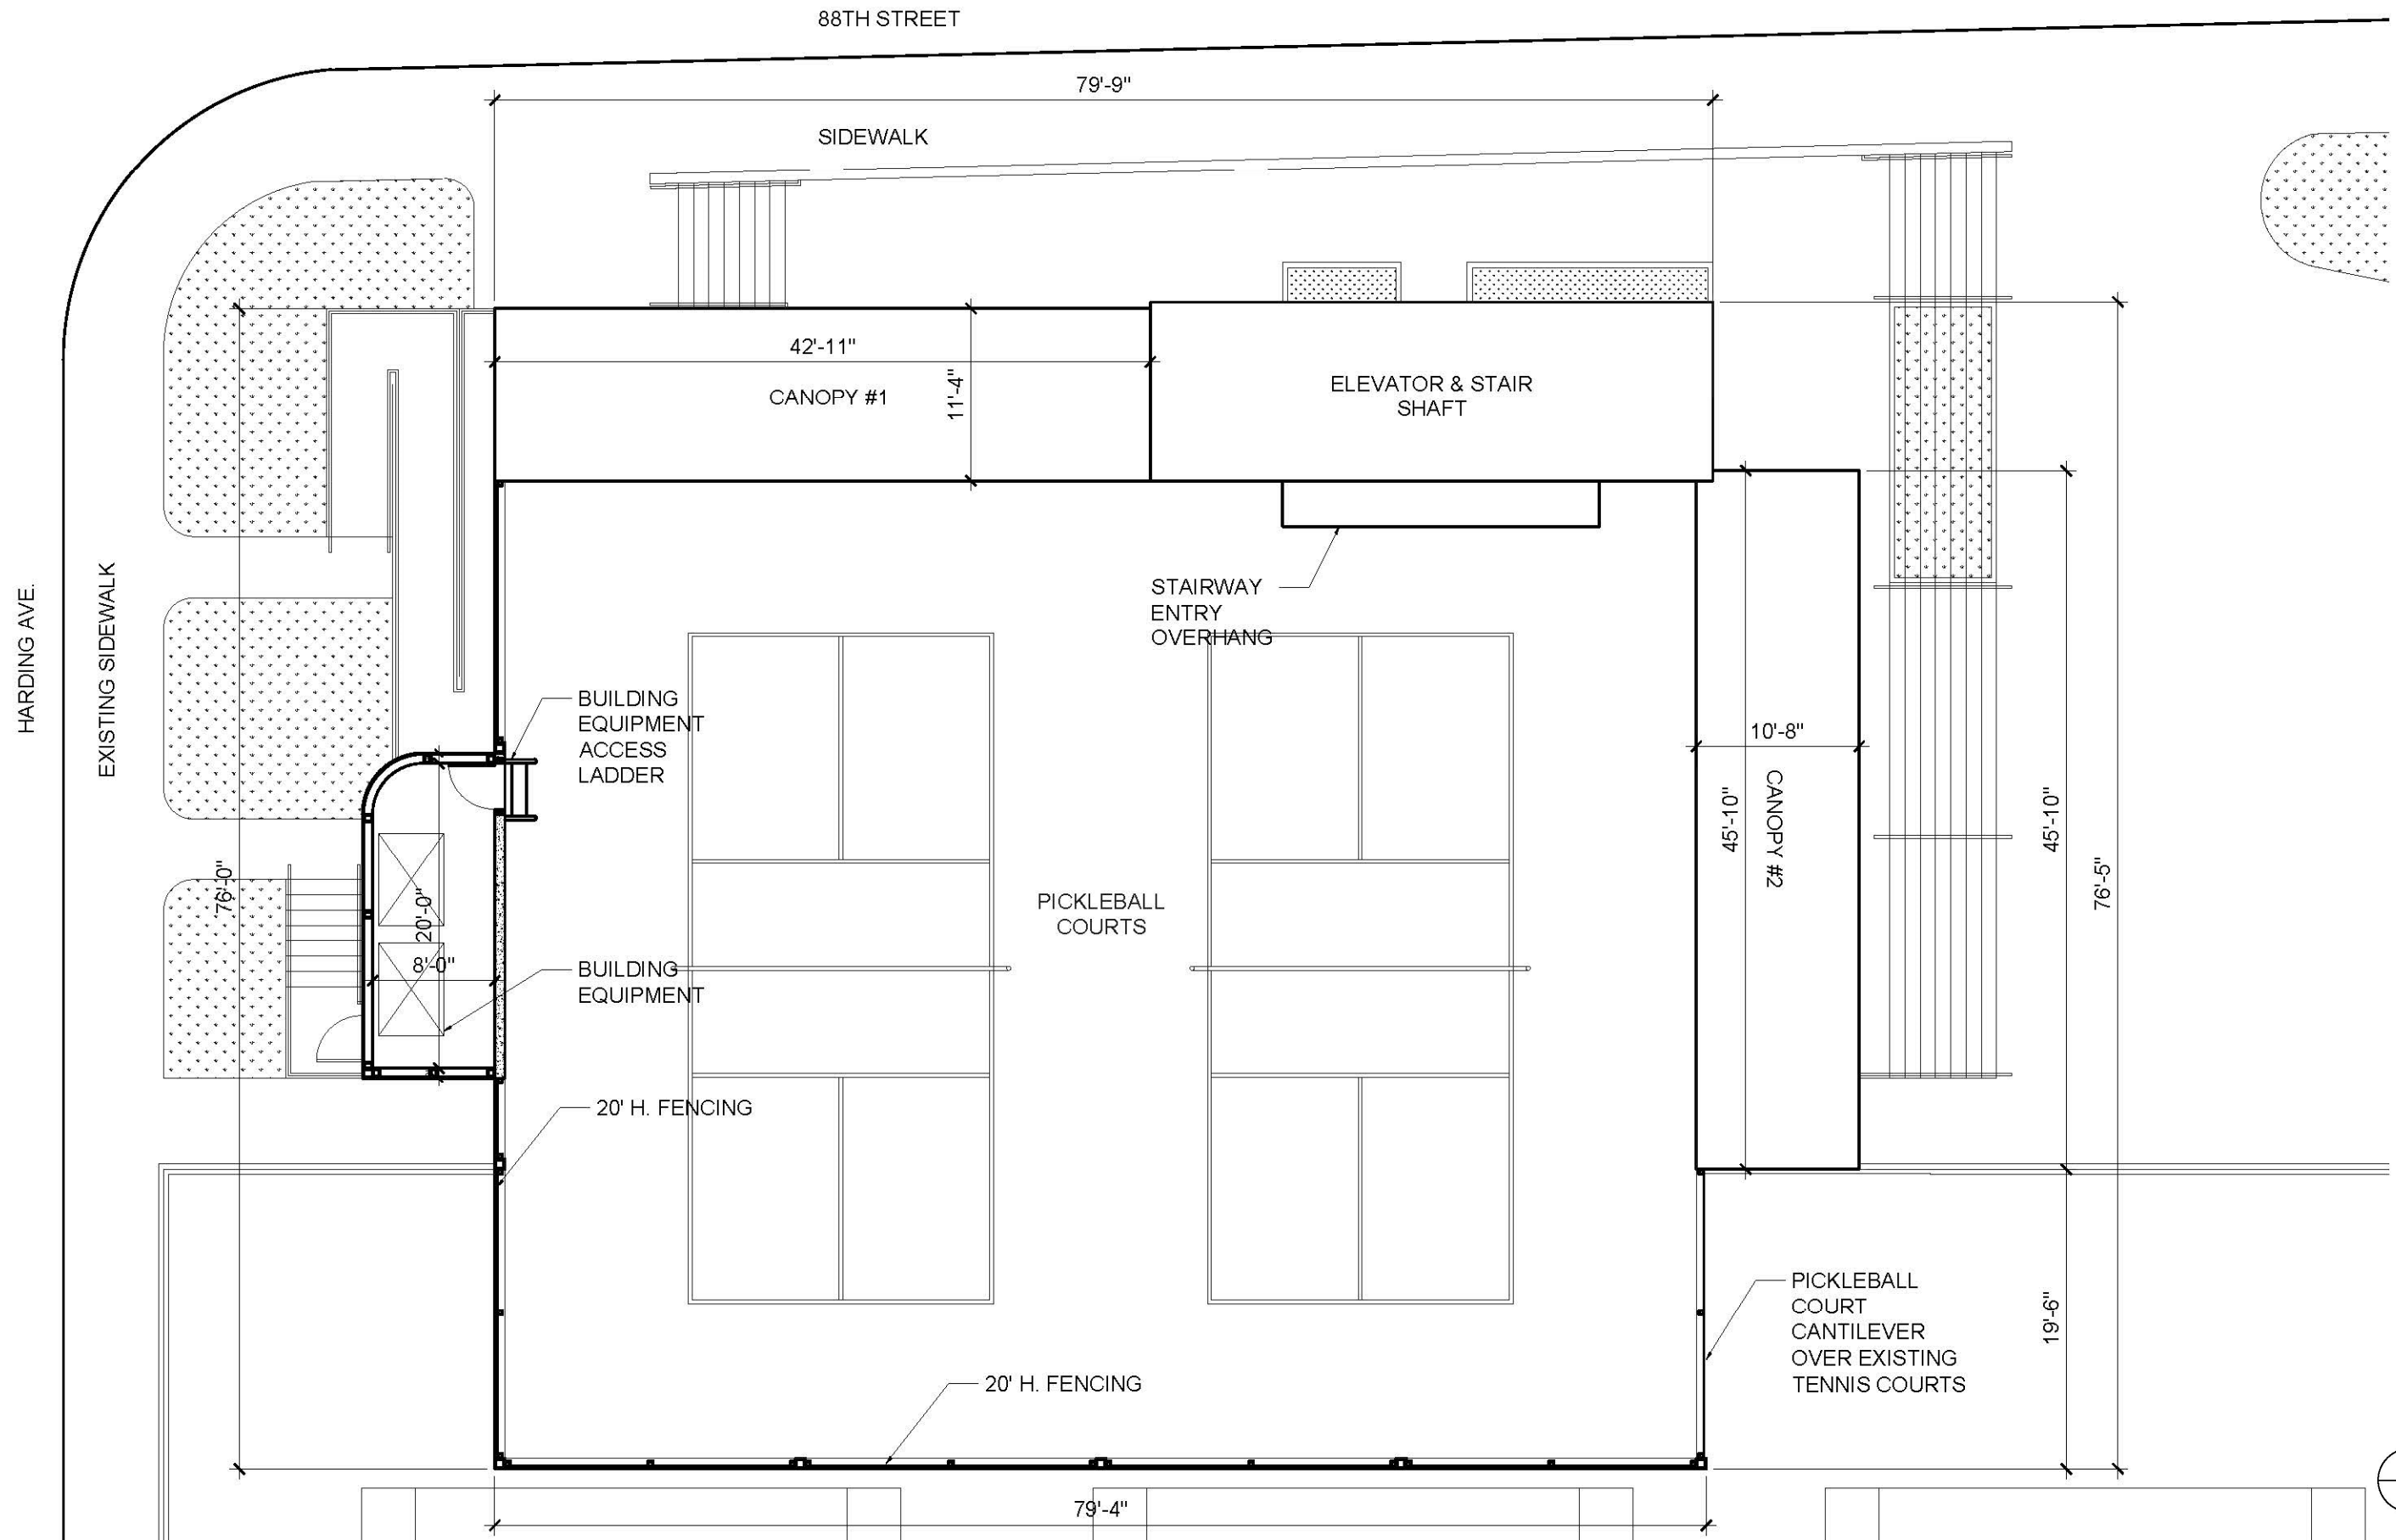 88TH STREET
79'-9"
SIDEWALK
42'-11"
CANOPY #1
11'-4"
ELEVATOR & STAIR
SHAFT
HARDING AVE.
EXISTING SIDEWALK
STAIRWAY
ENTRY
OVERHANG
BUILDING
EQUIPMENT
ACCESS
LADDER
10'-8"
45'-10"
CANOPY #2
45'-10"
76'-5"
76'-0"
20'-0"
8'-0"
PICKLEBALL
COURTS
BUILDING
EQUIPMENT
20' H. FENCING
PICKLEBALL
COURT
CANTILEVER
OVER EXISTING
TENNIS COURTS
19'-6"
20' H. FENCING
79'-4"